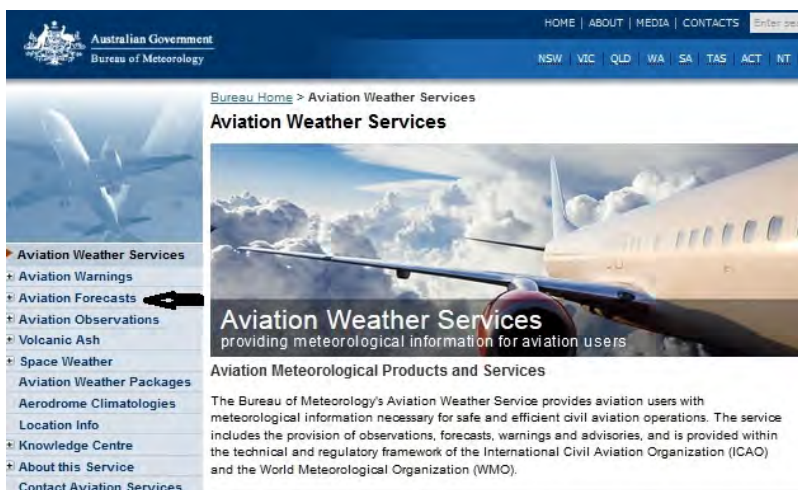 Australian Government
Bureau of Meteorology
HOME | ABOUT | MEDIA | CONTACTS
Enter
NSW | VIC | QLD | WA | SA | TAS | ACT | NT
Bureau Home > Aviation Weather Services
Aviation Weather Services
Aviation Weather Services
Aviation Warnings
Aviation Forecasts
Aviation Observations
Volcanic Ash
Space Weather
Aviation Weather Packages
Aerodrome Climatologies
Location Info
Knowledge Centre
About this Service
Contact Aviation Services
Aviation Weather Services
providing meteorological information for aviation users
Aviation Meteorological Products and Services
The Bureau of Meteorology's Aviation Weather Service provides aviation users with
meteorological information necessary for safe and efficient civil aviation operations. The service
includes the provision of observations, forecasts, warnings and advisories, and is provided within
the technical and regulatory framework of the International Civil Aviation Organization (ICAO)
and the World Meteorological Organization (WMO).